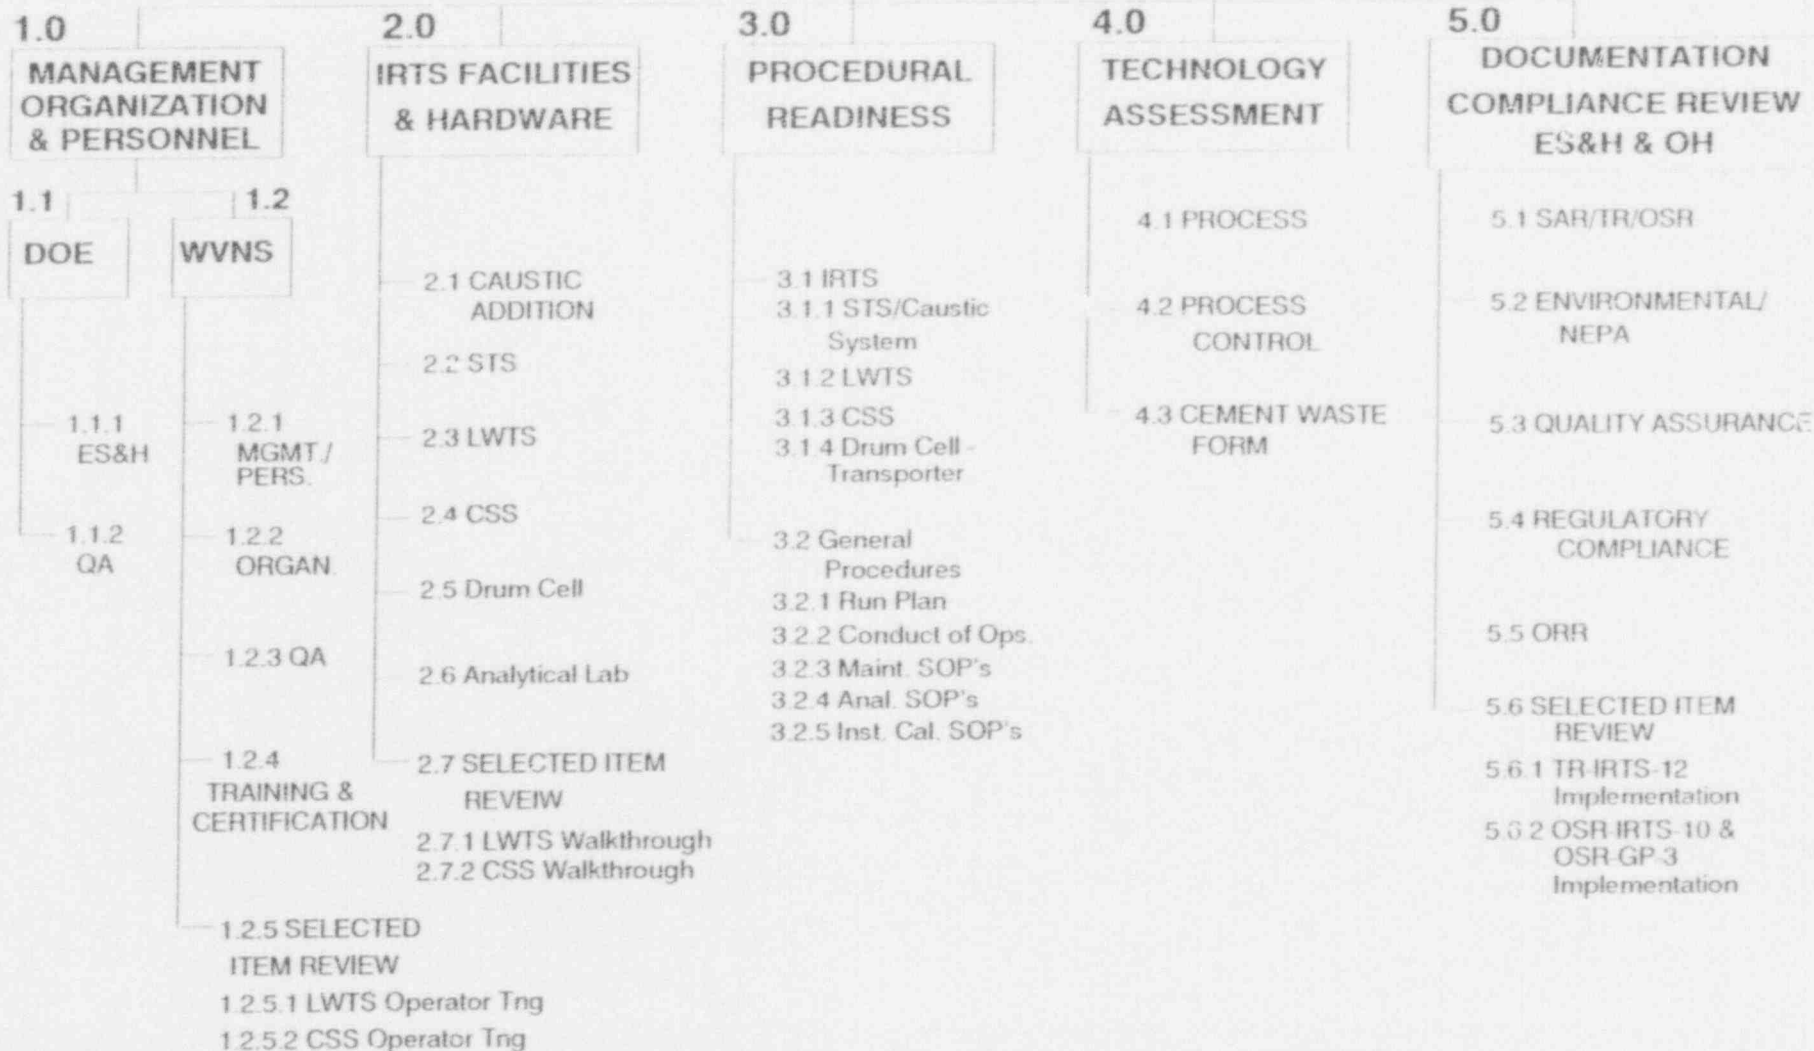 1.0
MANAGEMENT
ORGANIZATION
& PERSONNEL
1.1
DOE
1.1.1
ES&H
1.1.2
QA
1.2
WVNS
1.2.1
MGMT./
PERS.
1.2.2
ORGAN.
1.2.3 QA
1.2.4
TRAINING &
CERTIFICATION
1.2.5 SELECTED
ITEM REVIEW
1.2.5.1 LWTS Operator Tng
1.2.5.2 CSS Operator Tng
2.0
IRTS FACILITIES
& HARDWARE
2.1 CAUSTIC
ADDITION
2.2 STS
2.3 LWTS
2.4 CSS
2.5 Drum Cell
2.6 Analytical Lab
2.7 SELECTED ITEM
REVEIW
2.7.1 LWTS Walkthrough
2.7.2 CSS Walkthrough
3.0
PROCEDURAL
READINESS
3.1 IRTS
3.1.1 STS/Caustic
System
3.1.2 LWTS
3.1.3 CSS
3.1.4 Drum Cell -
Transporter
3.2 General
Procedures
3.2.1 Run Plan
3.2.2 Conduct of Ops.
3.2.3 Maint. SOP's
3.2.4 Anal. SOP's
3.2.5 Inst. Cal. SOP's
4.0
TECHNOLOGY
ASSESSMENT
4.1 PROCESS
4.2 PROCESS
CONTROL
4.3 CEMENT WASTE
FORM
5.0
DOCUMENTATION
COMPLIANCE REVIEW
ES&H & OH
5.1 SAR/TR/OSR
5.2 ENVIRONMENTAL/
NEPA
5.3 QUALITY ASSURANCE
5.4 REGULATORY
COMPLIANCE
5.5 ORR
5.6 SELECTED ITEM
REVIEW
5.6.1 TR-IRTS-12
Implementation
5.6.2 OSR-IRTS-10 &
OSR-GP-3
Implementation